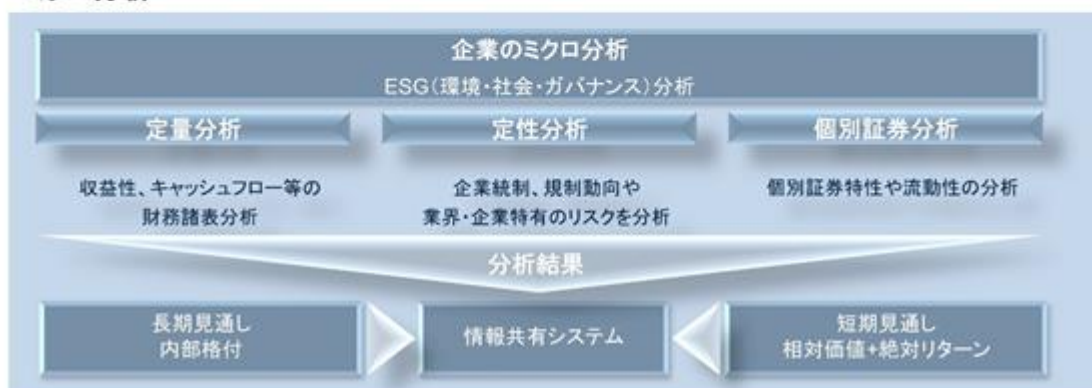 企業のミクロ分析
ESG(環境・社会・ガバナンス)分析
定量分析
定性分析
個別証券分析
収益性、キャッシュフロー等の
財務諸表分析
企業統制、規制動向や
業界・企業特有のリスクを分析
個別証券特性や流動性の分析
分析結果
長期見通し
内部格付
情報共有システム
短期見通し
相対価値+絶対リターン